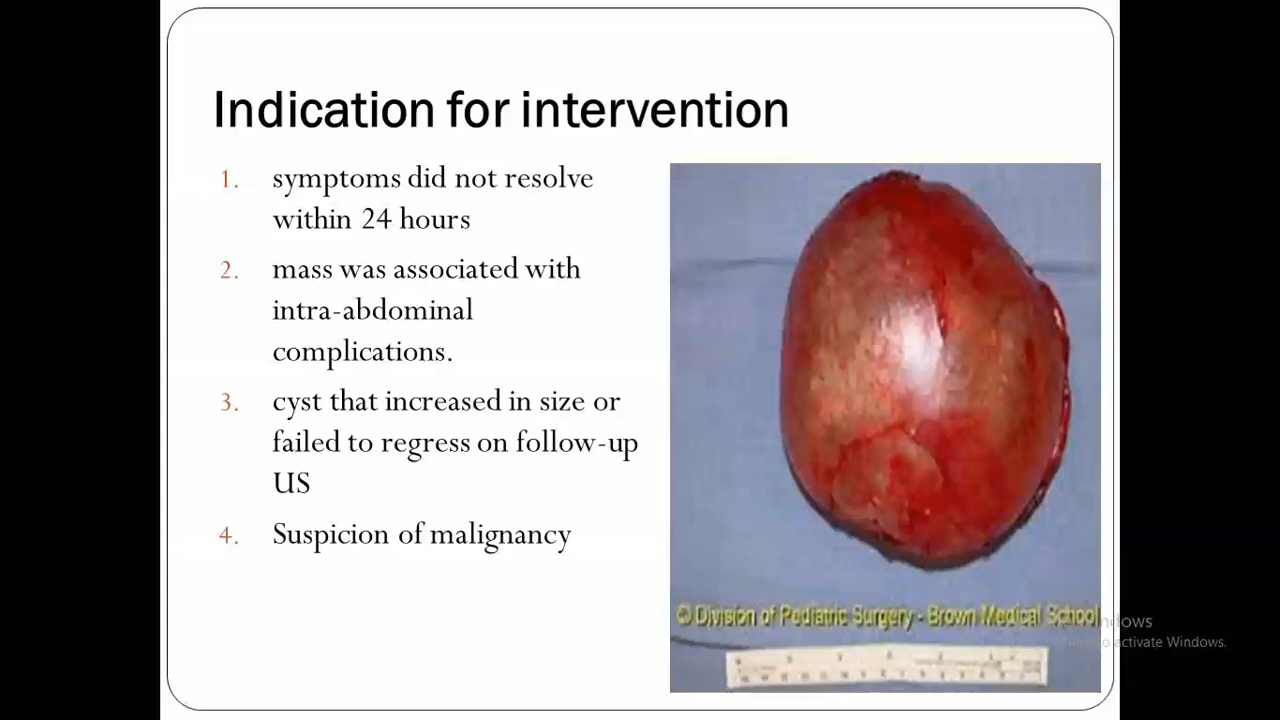 Indication for intervention
1. symptoms did not resolve
within 24 hours
2. mass was associated with
intra-abdominal
complications.
3. cyst that increased in size or
failed to regress on follow-up
US
4. Suspicion of malignancy
© Division of Pediatric Surgery - Brown Medical School
activate Windows.